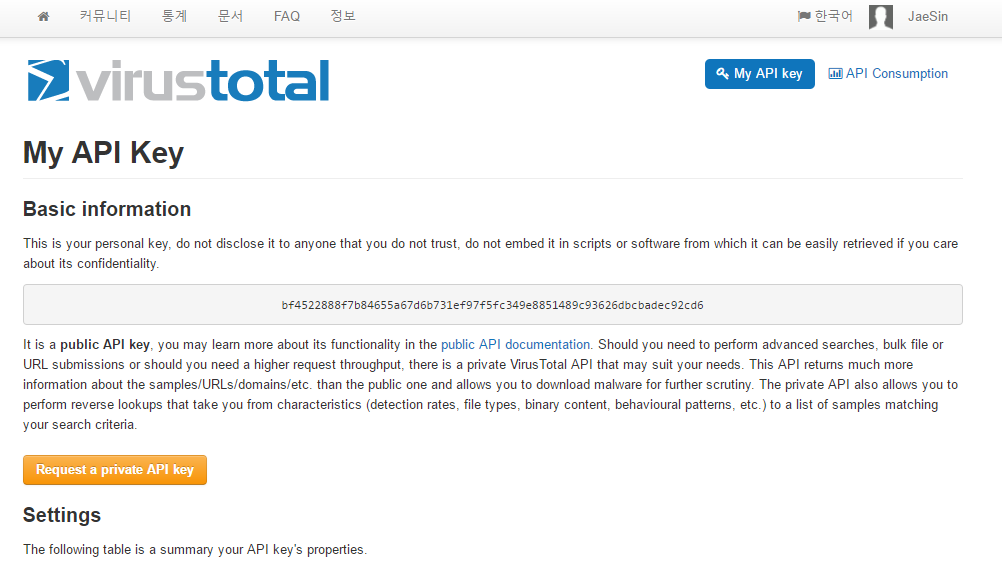 커뮤니티 통계 문서 FAQ 정보 한국어 JaeSin
virustotal My API key API Consumption
My API Key
Basic information
This is your personal key, do not disclose it to anyone that you do not trust, do not embed it in scripts or software from which it can be easily retrieved if you care
about its confidentiality.
bf4522888f7b84655a67d6b731ef97f5fc349e8851489c93626dbcbadec92cd6
It is a public API key, you may learn more about its functionality in the public API documentation. Should you need to perform advanced searches, bulk file or
URL submissions or should you need a higher request throughput, there is a private VirusTotal API that may suit your needs. This API returns much more
information about the samples/URLs/domains/etc. than the public one and allows you to download malware for further scrutiny. The private API also allows you to
perform reverse lookups that take you from characteristics (detection rates, file types, binary content, behavioural patterns, etc.) to a list of samples matching
your search criteria.
Request a private API key
Settings
The following table is a summary your API key's properties.